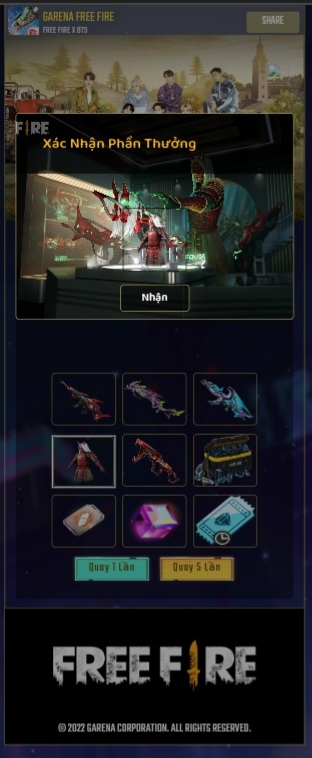 GARENA FREE FIRE
FREE FIRE X BTS
SHARE
Xác Nhận Phần Thưởng
Nhận
Quay 1 Lần
Quay 5 Lần
FREE FIRE
© 2022 GARENA CORPORATION. ALL RIGHTS RESERVED.